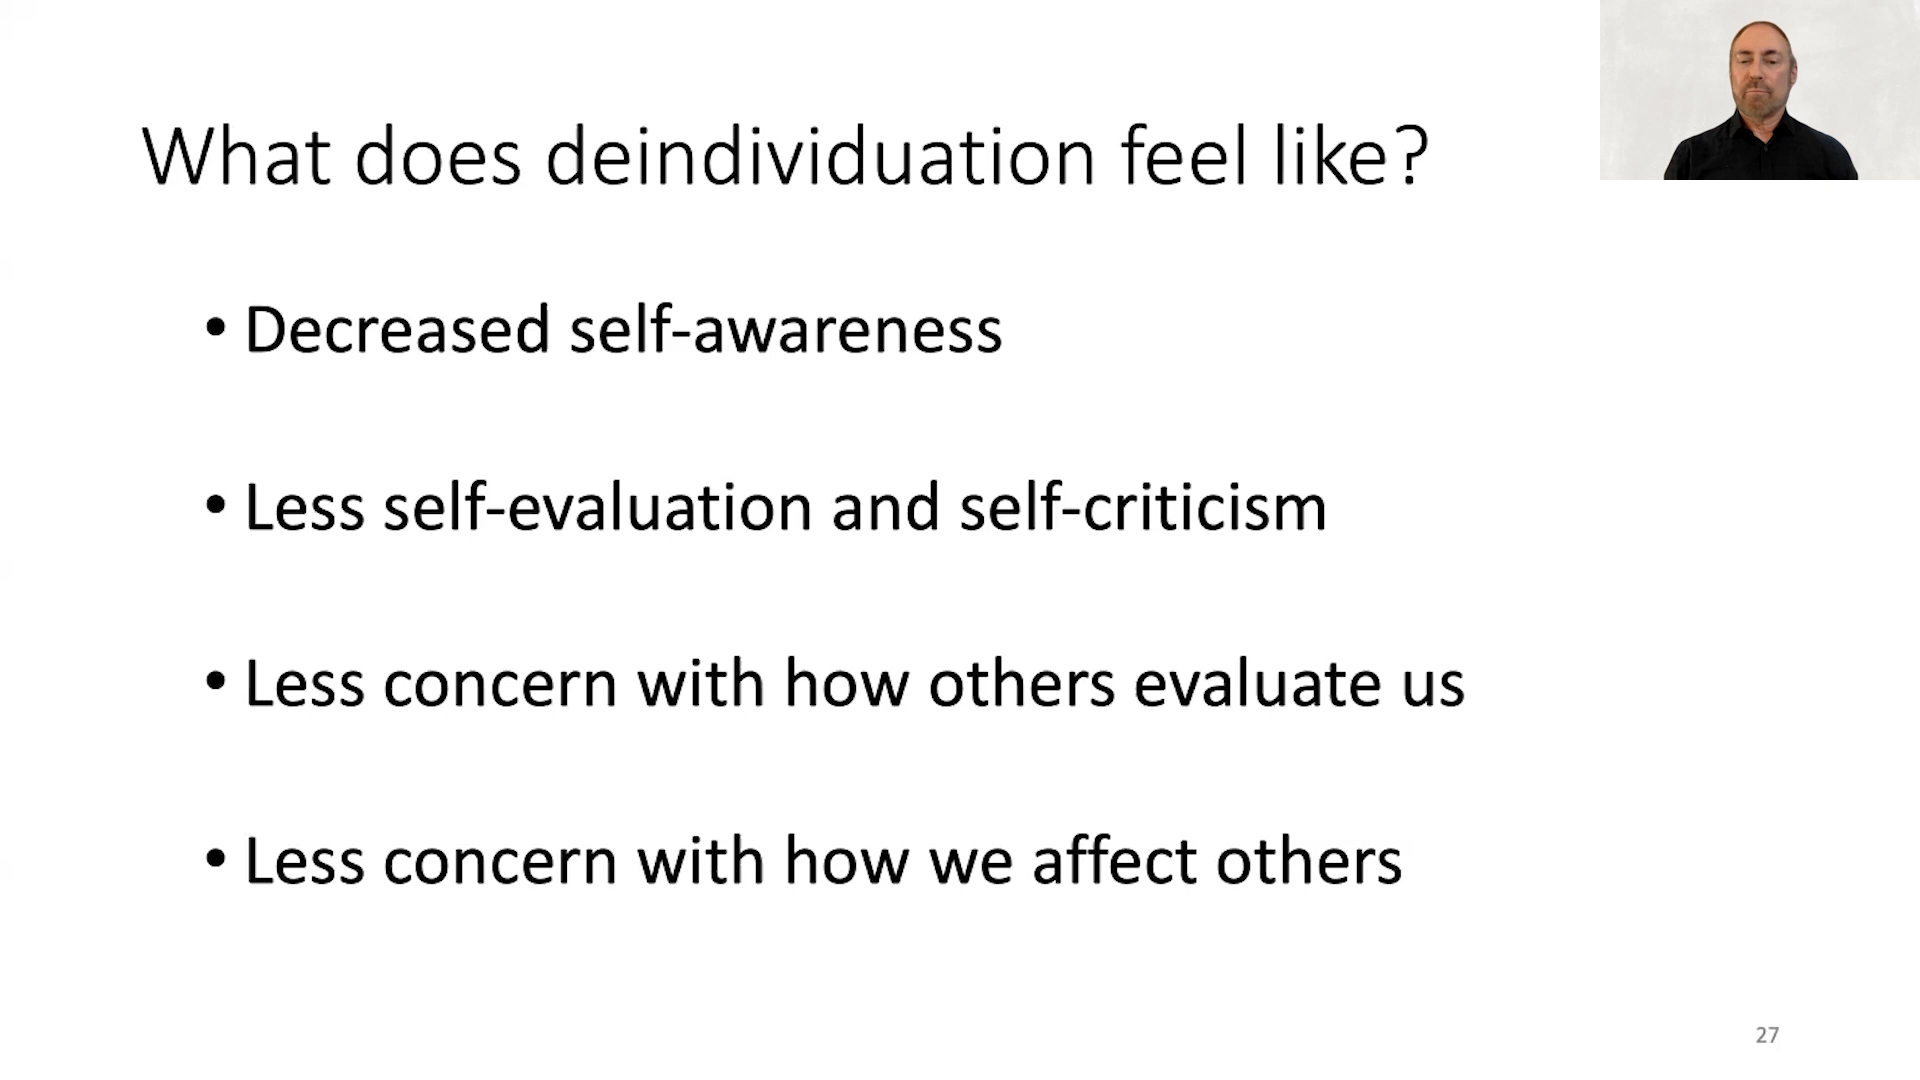 What does deindividuation feel like?
• Decreased self-awareness
• Less self-evaluation and self-criticism
• Less concern with how others evaluate us
• Less concern with how we affect others
27